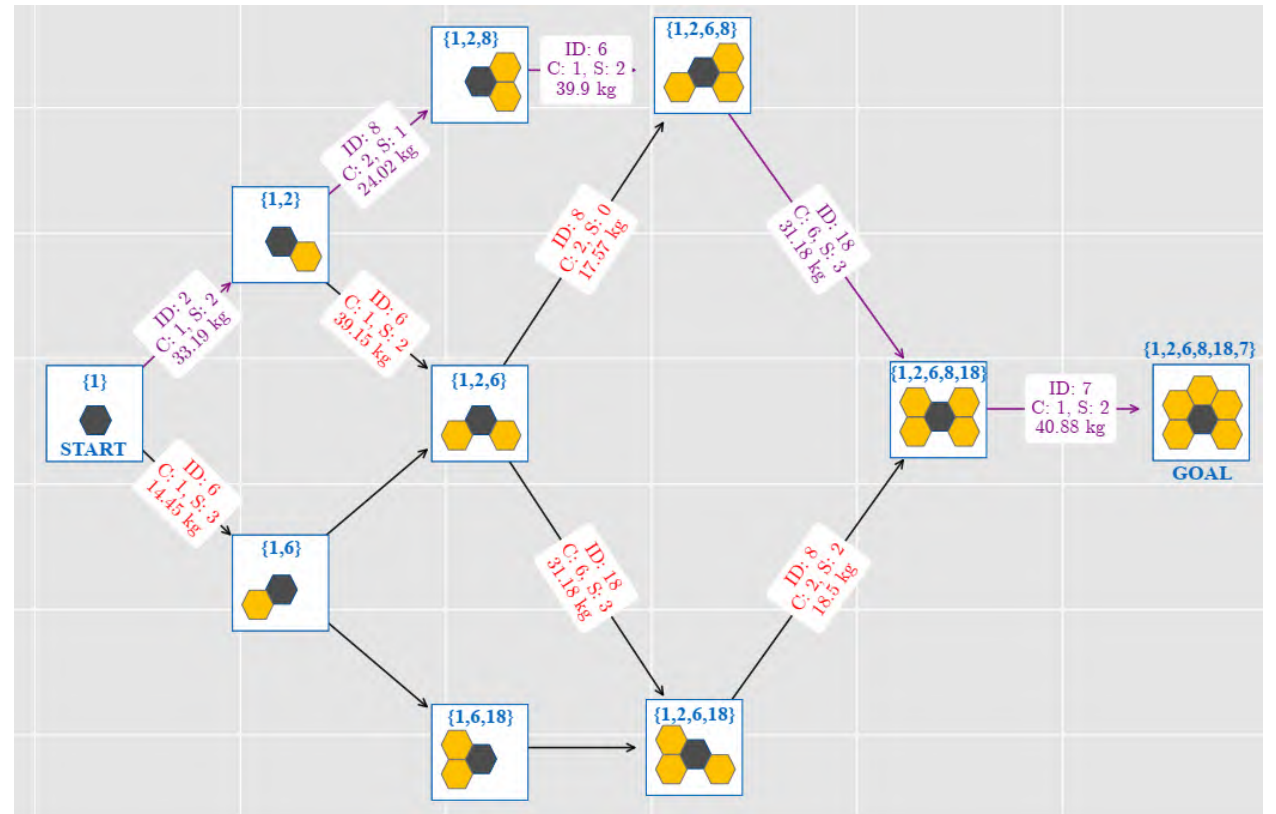 {1,2,8}
ID: 6
C: 1, S: 2
39.9 kg
{1,2,6,8}
ID: 8
C: 2, S: 1
24.02 kg
{1,2}
ID: 2
C: 1, S: 2
33.19 kg
ID: 6
C: 1, S: 2
39.15 kg
ID: 8
C: 2, S: 0
17.57 kg
ID: 18
C: 6, S: 3
31.18 kg
{1}
START
{1,2,6}
{1,2,6,8,18}
ID: 7
C: 1, S: 2
40.88 kg
{1,2,6,8,18,7}
GOAL
ID: 6
C: 1, S: 3
14.45 kg
{1,6}
ID: 18
C: 6, S: 3
31.18 kg
ID: 8
C: 2, S: 2
18.5 kg
{1,6,18}
{1,2,6,18}